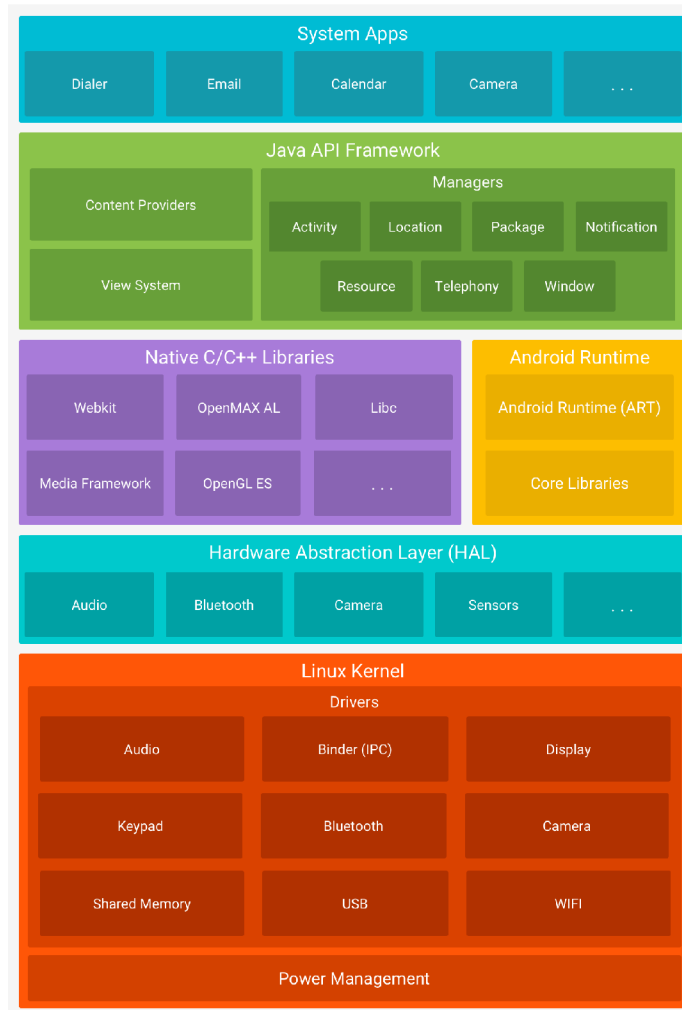 System Apps
Dialer Email Calendar Camera . . .
Java API Framework
Content Providers
View System
Managers
Activity Location Package Notification
Resource Telephony Window
Native C/C++ Libraries
Webkit OpenMAX AL Libc
Media Framework OpenGL ES . . .
Android Runtime
Android Runtime (ART)
Core Libraries
Hardware Abstraction Layer (HAL)
Audio Bluetooth Camera Sensors . . .
Linux Kernel
Drivers
Audio Binder (IPC) Display
Keypad Bluetooth Camera
Shared Memory USB WIFI
Power Management